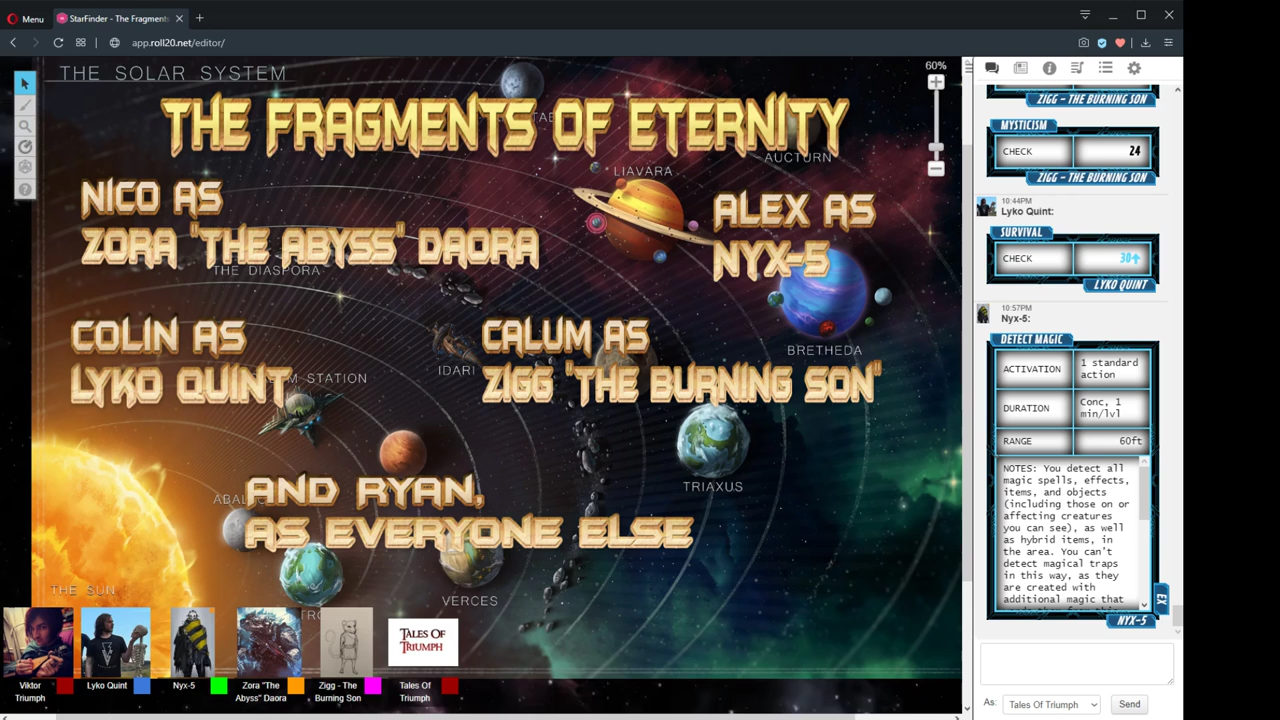 Menu
StarFinder - The Fragments
app.roll20.net/editor/
THE SOLAR SYSTEM
60%
THE FRAGMENTS OF ETERNITY
AUCTURN
LIAVARA
NICO AS
ZORA "THE ABYSS" DAORA
ALEX AS
NYX-5
THE DIASPORA
COLIN AS
LYKO QUINT
STATION
IDARI
CALUM AS
ZIGG "THE BURNING SON"
BRETHEDA
TRIAXUS
AND RYAN,
AS EVERYONE ELSE
THE SUN
VERCES
TALES OF
TRIUMPH
Viktor
Triumph
Lyko Quint
Nyx-5
Zora "The
Abyss" Daora
Zigg - The
Burning Son
Tales Of
Triumph
ZIGG - THE BURNING SON
MYSTICISM
CHECK 24
ZIGG - THE BURNING SON
10:44PM
Lyko Quint:
SURVIVAL
CHECK 30
LYKO QUINT
10:57PM
Nyx-5:
DETECT MAGIC
ACTIVATION 1 standard
action
DURATION Conc, 1
min/lvl
RANGE 60ft
NOTES: You detect all
magic spells, effects,
items, and objects
(including those on or
affecting creatures
you can see), as well
as hybrid items, in
the area. You can't
detect magical traps
in this way, as they
are created with
additional magic that
EX
NYX-5
As: Tales Of Triumph
Send